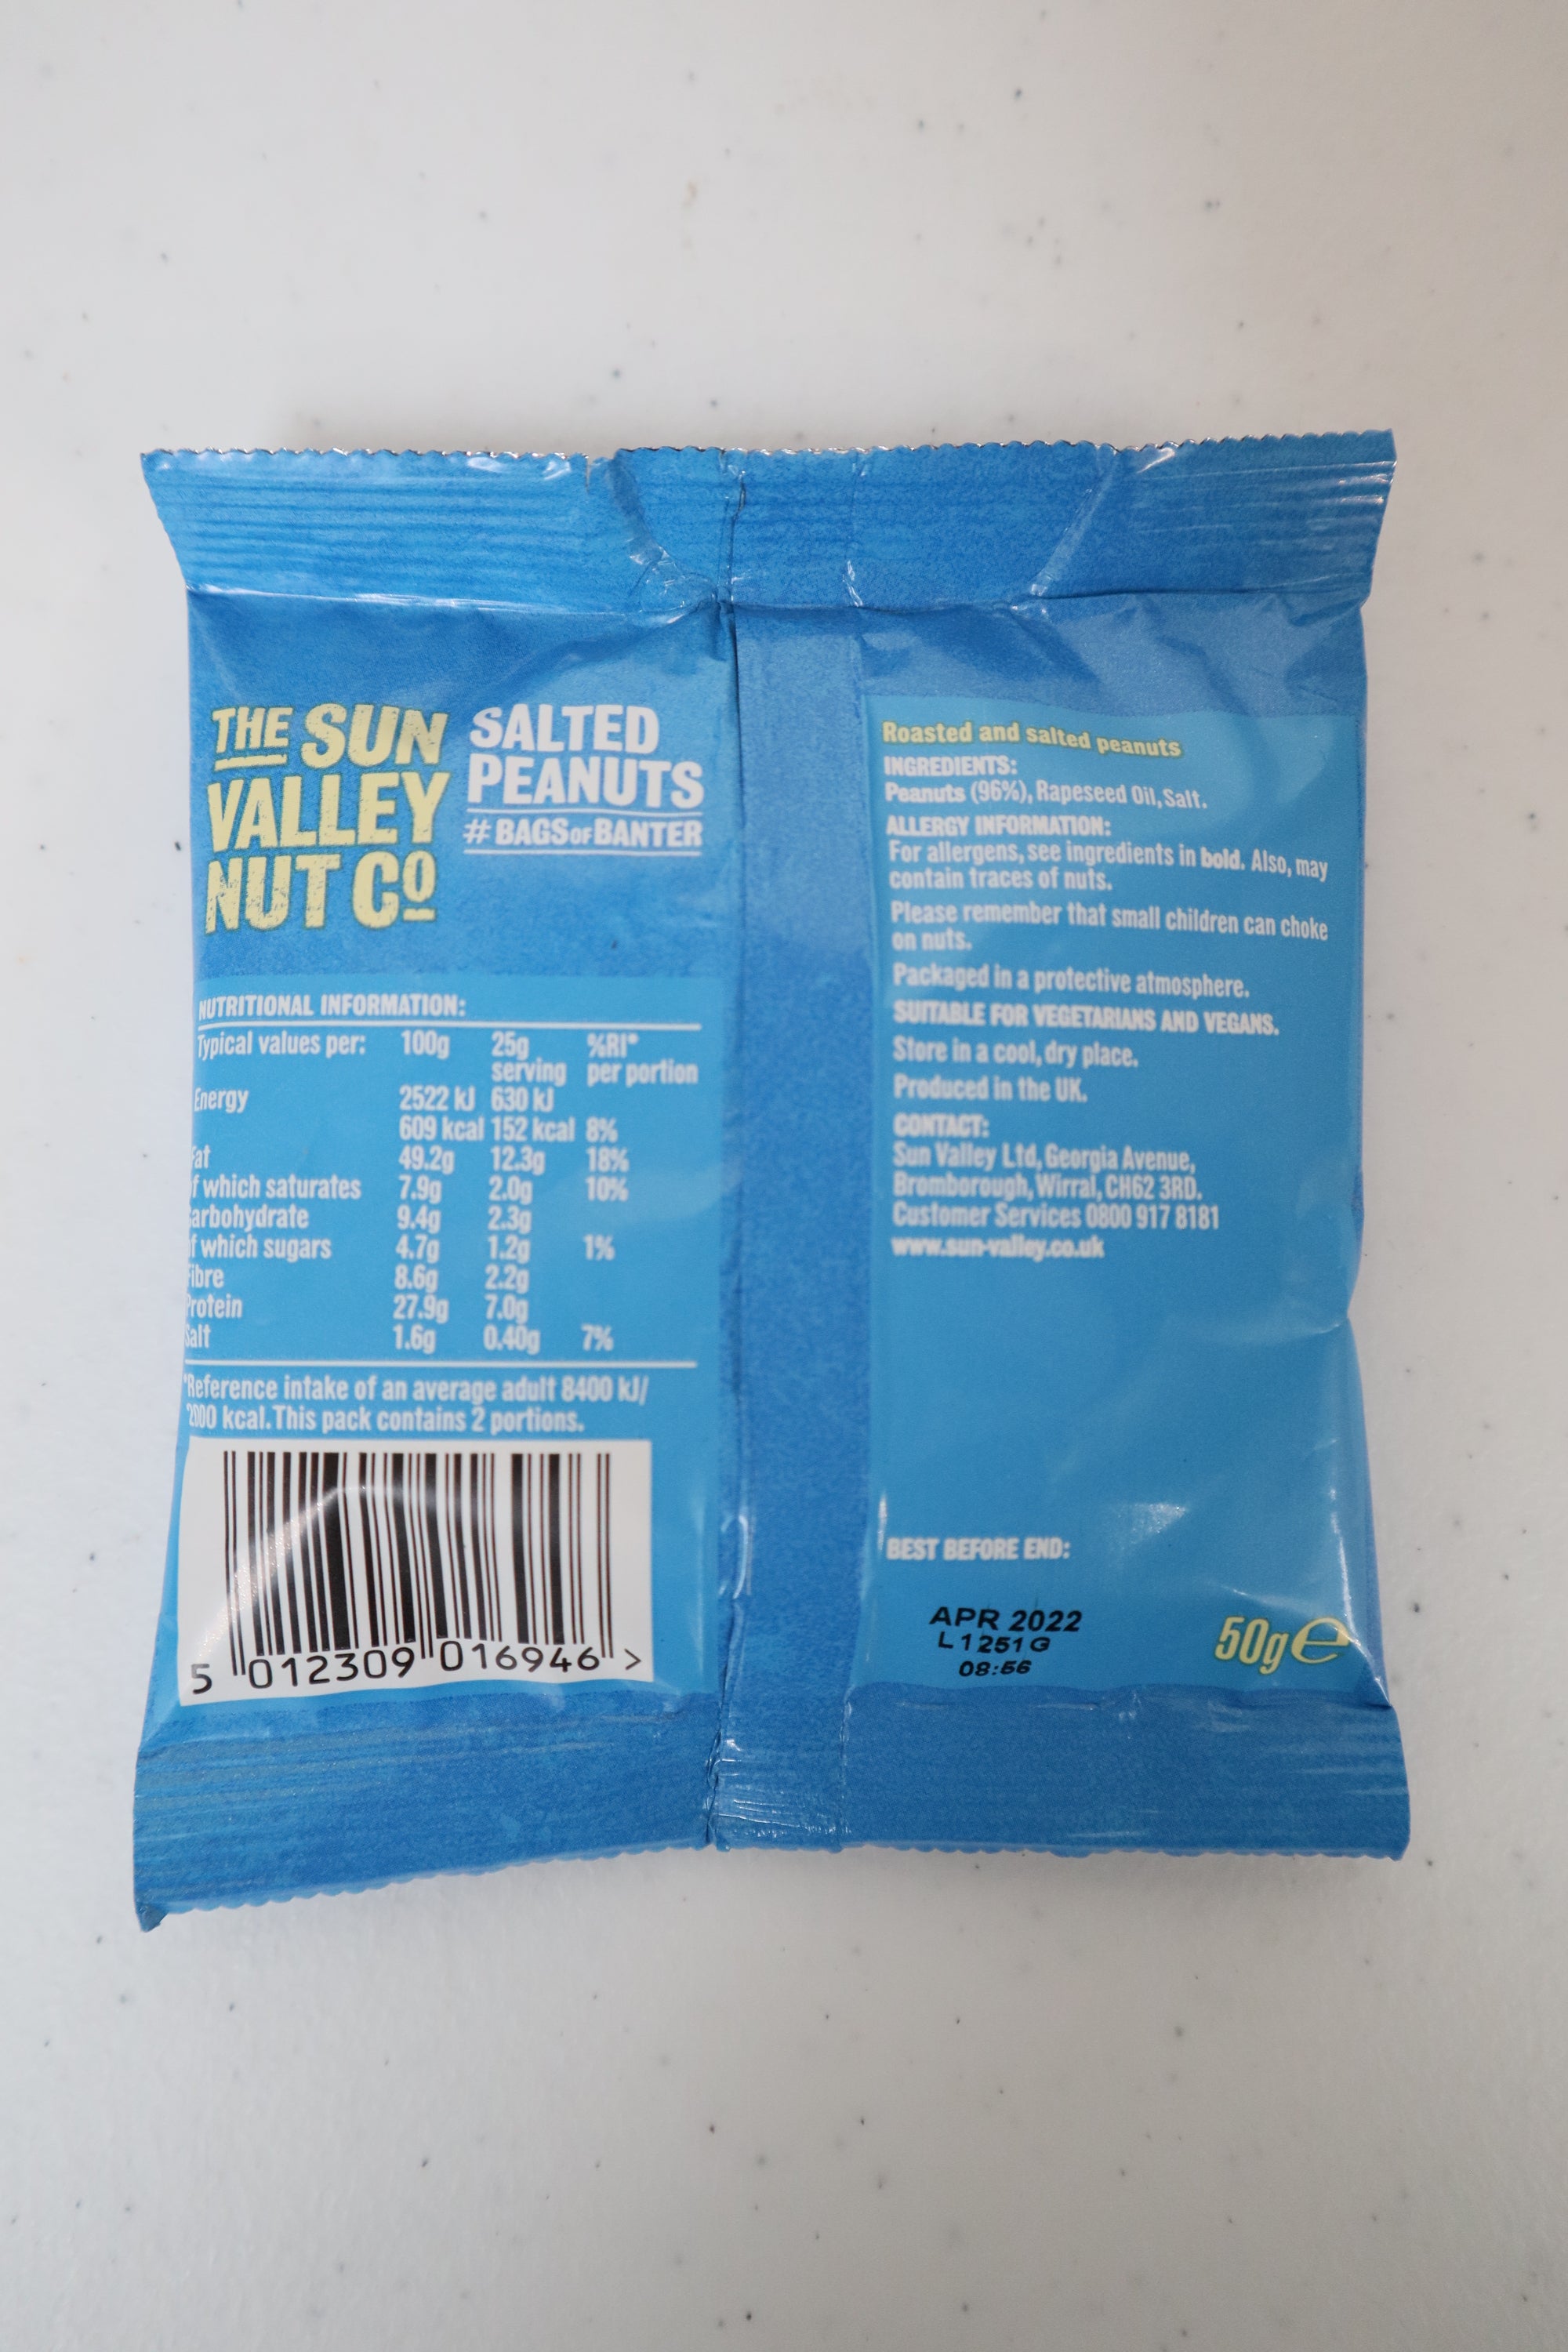 THE SUN
VALLEY
NUT CO
SALTED
PEANUTS
# BAGS OF BANTER
NUTRITIONAL INFORMATION:
Typical values per: 100g 25g serving %RI* per portion
Energy 2522 kJ 630 kJ
609 kcal 152 kcal 8%
Fat 49.2g 12.3g 18%
f which saturates 7.9g 2.0g 10%
arbohydrate 9.4g 2.3g
f which sugars 4.7g 1.2g 1%
Fibre 8.6g 2.2g
Protein 27.9g 7.0g
Salt 1.6g 0.40g 7%
*Reference intake of an average adult 8400 kJ/
2000 kcal. This pack contains 2 portions.
5 012309 016946 >
Roasted and salted peanuts
INGREDIENTS:
Peanuts (96%), Rapeseed Oil, Salt.
ALLERGY INFORMATION:
For allergens, see ingredients in bold. Also, may
contain traces of nuts.
Please remember that small children can choke
on nuts.
Packaged in a protective atmosphere.
SUITABLE FOR VEGETARIANS AND VEGANS.
Store in a cool, dry place.
Produced in the UK.
CONTACT:
Sun Valley Ltd, Georgia Avenue,
Bromborough, Wirral, CH62 3RD.
Customer Services 0800 917 8181
www.sun-valley.co.uk
BEST BEFORE END:
APR 2022
L1251G
08:56
50g e